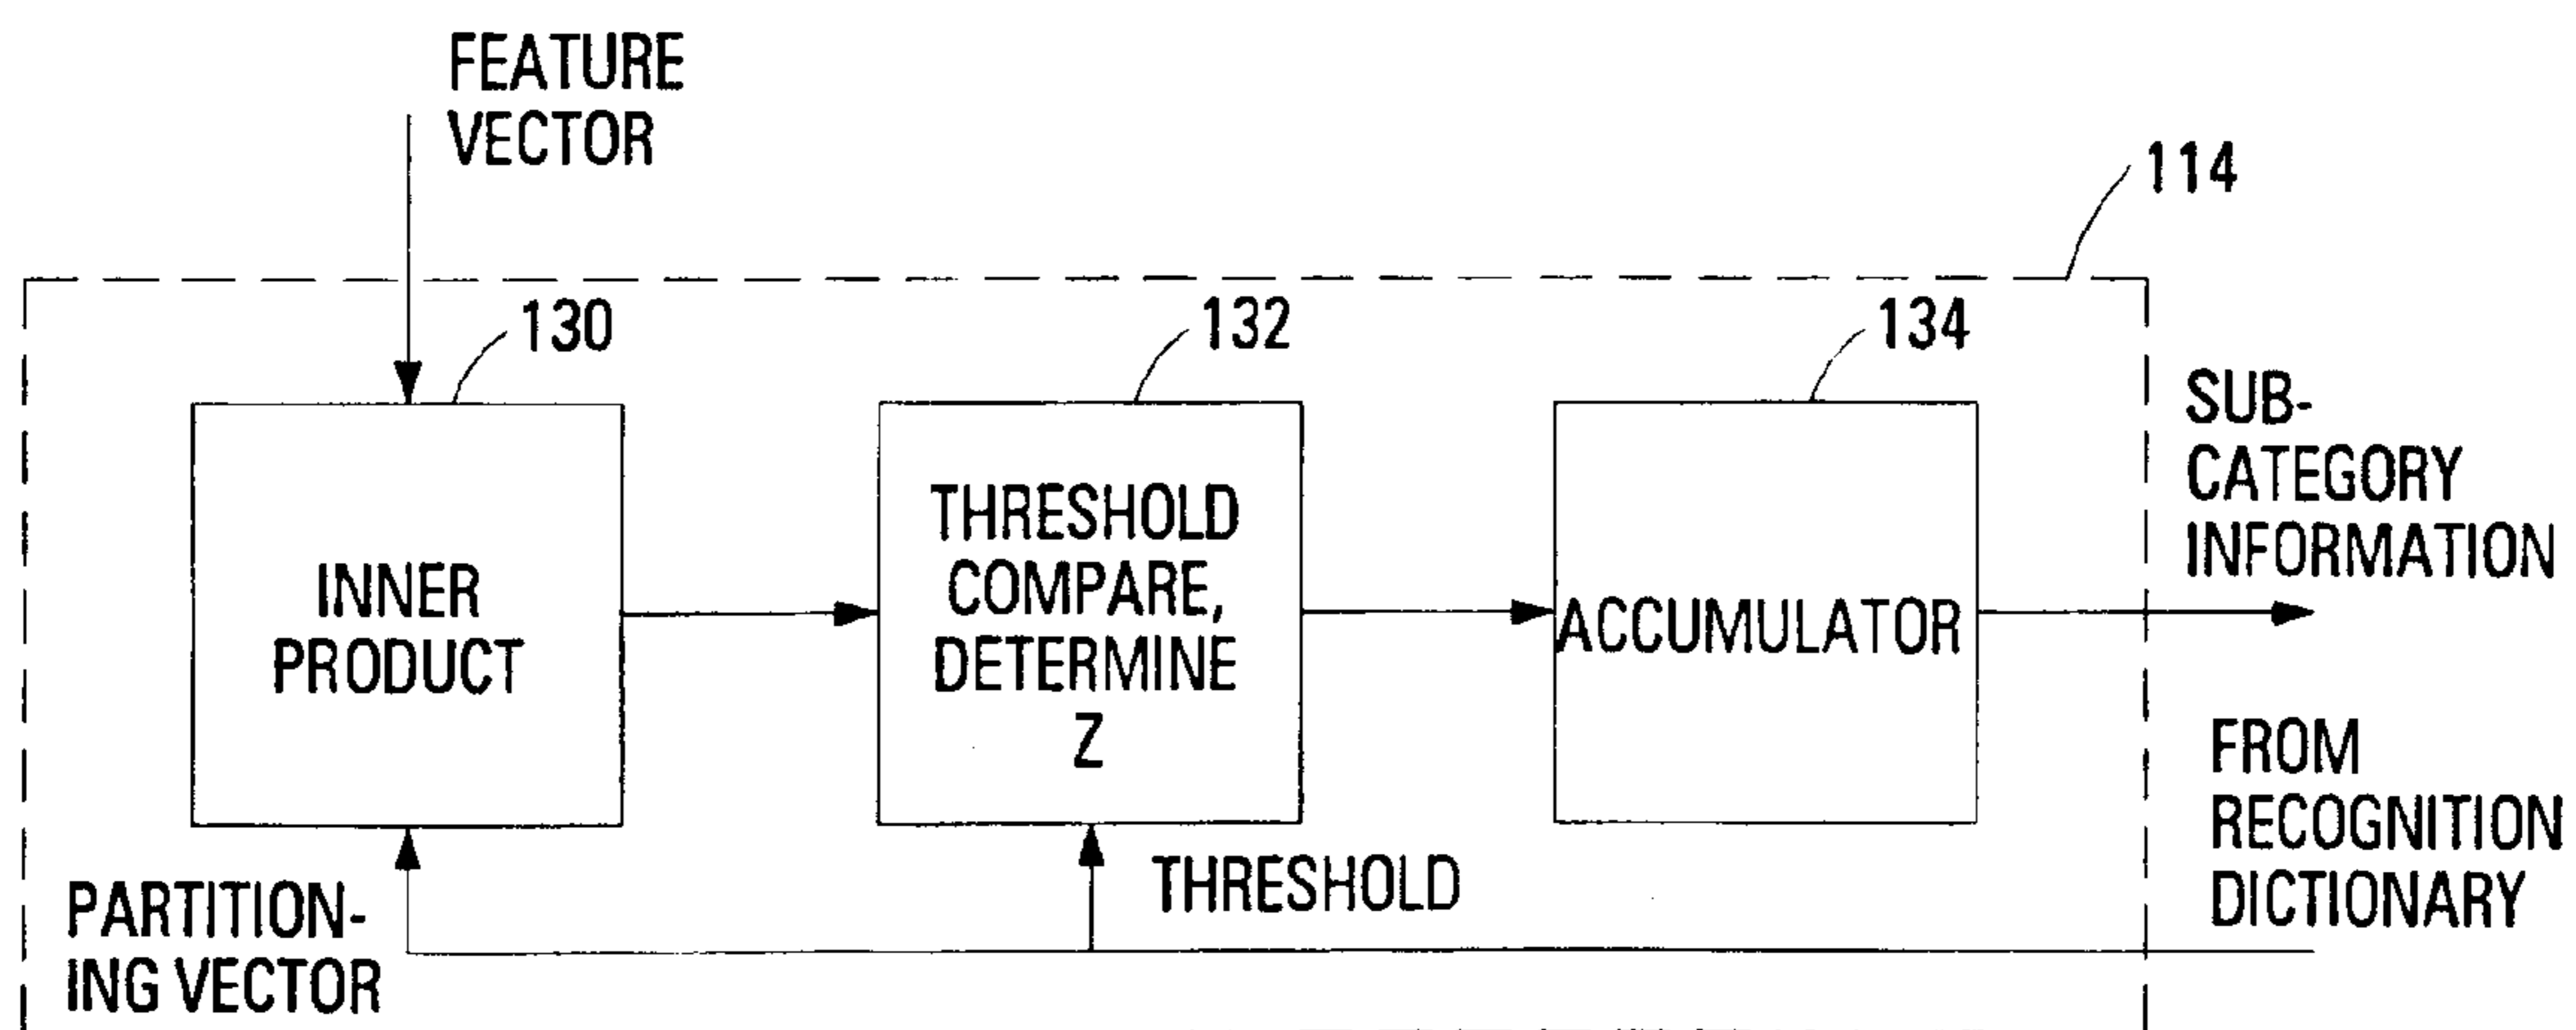 FEATURE
VECTOR
114
130
132
134
SUB-
CATEGORY
INFORMATION
INNER
PRODUCT
THRESHOLD
COMPARE,
DETERMINE
Z
ACCUMULATOR
FROM
RECOGNITION
DICTIONARY
THRESHOLD
PARTITION-
ING VECTOR